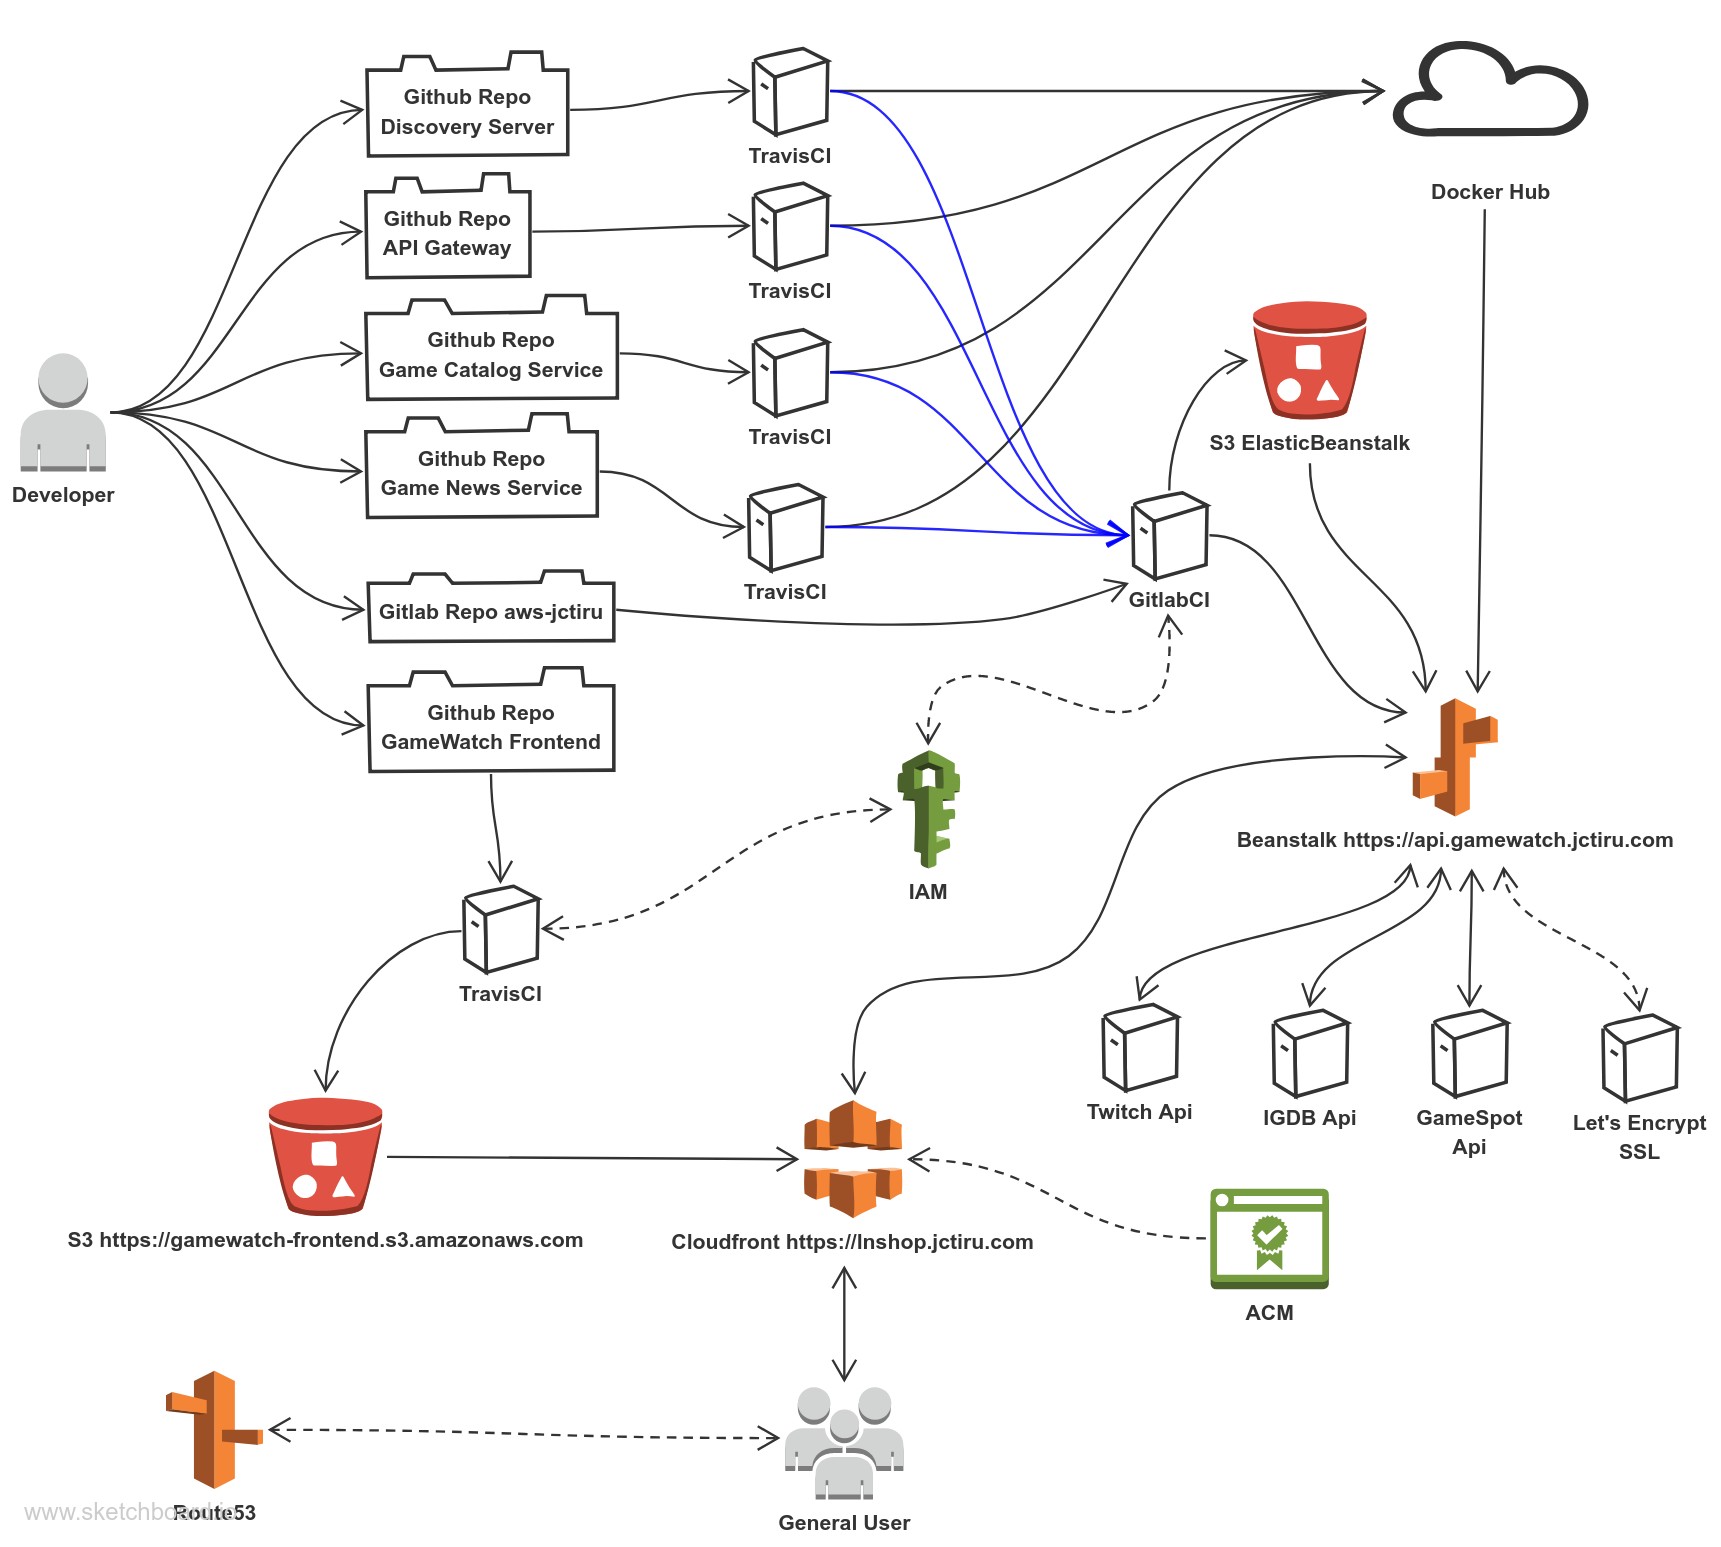 Github Repo
Discovery Server
TravisCI
Docker Hub
Github Repo
API Gateway
TravisCI
Github Repo
Game Catalog Service
TravisCI
S3 ElasticBeanstalk
Developer
Github Repo
Game News Service
TravisCI
GitlabCI
Gitlab Repo aws-jctiru
Github Repo
GameWatch Frontend
IAM
Beanstalk https://api.gamewatch.jctiru.com
TravisCI
Twitch Api
IGDB Api
GameSpot
Api
Let's Encrypt
SSL
S3 https://gamewatch-frontend.s3.amazonaws.com
Cloudfront https://lnshop.jctiru.com
ACM
www.sketchboard.io
Route53
General User